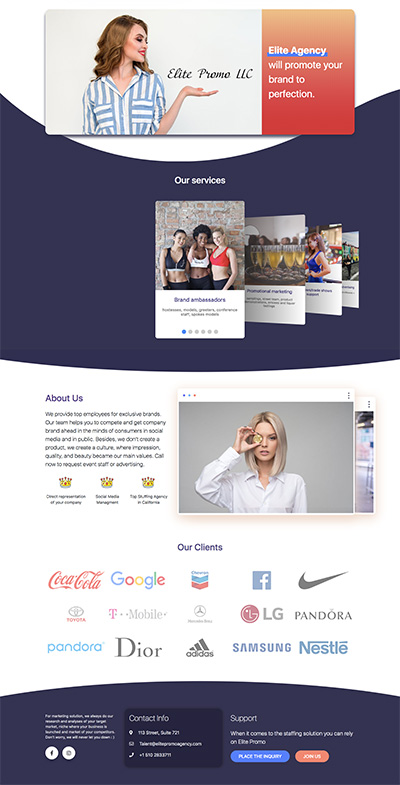 Elite Promo LLC
Elite Agency
will promote your
brand to
perfection.
Our services
Brand ambassadors
hostesses, models, greeters, conference
staff, spokes models
Promotional marketing
support
About Us
We provide top employees for exclusive brands.
Our team helps you to compete and get company
brand ahead in the minds of consumers in social
media and in public. Besides, we don't create a
product, we create a culture, where impression,
quality, and beauty became our main values. Call
now to request event staff or advertising.
Direct representation
of your company
Social Media
Managment
Top Stuffing Agency
in California
Our Clients
Coca-Cola
Google
Chevron
TOYOTA
T Mobile
Mercedes-Benz
LG
PANDÖRA
pandora
Dior
adidas
SAMSUNG
Nestlē
For marketing solution, we always do our
research and analyses of your target
market, niche where your business is
launched and market of your competitors.
Don't worry, we will never let you down : )
Contact Info
113 Street, Suite 721
Talent@elitepromoagency.com
+1 510 2833711
Support
When it comes to the staffing solution you can rely
on Elite Promo
PLACE THE INQUIRY
JOIN US